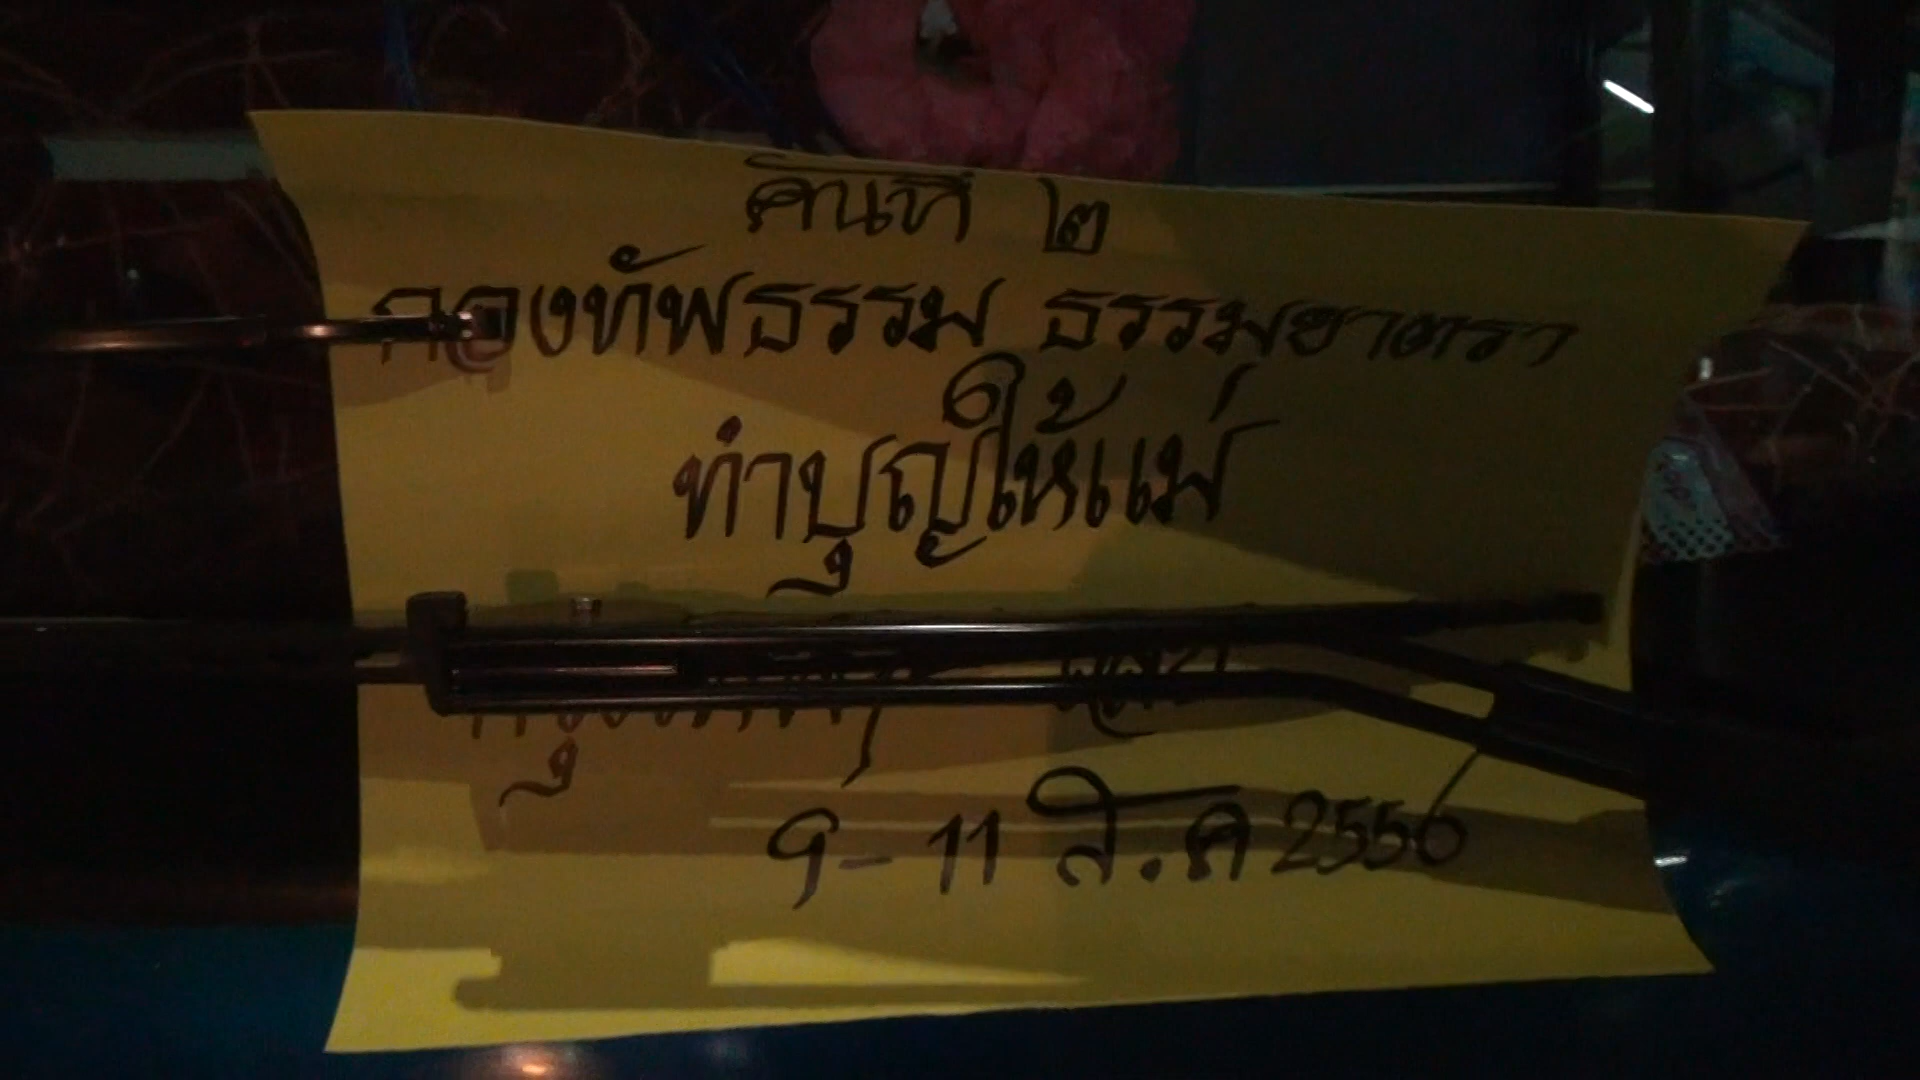 คันที่ ๒
กองทัพธรรม ธรรมยาตรา
ทำบุญให้แม่
9-11 ส.ค 2556